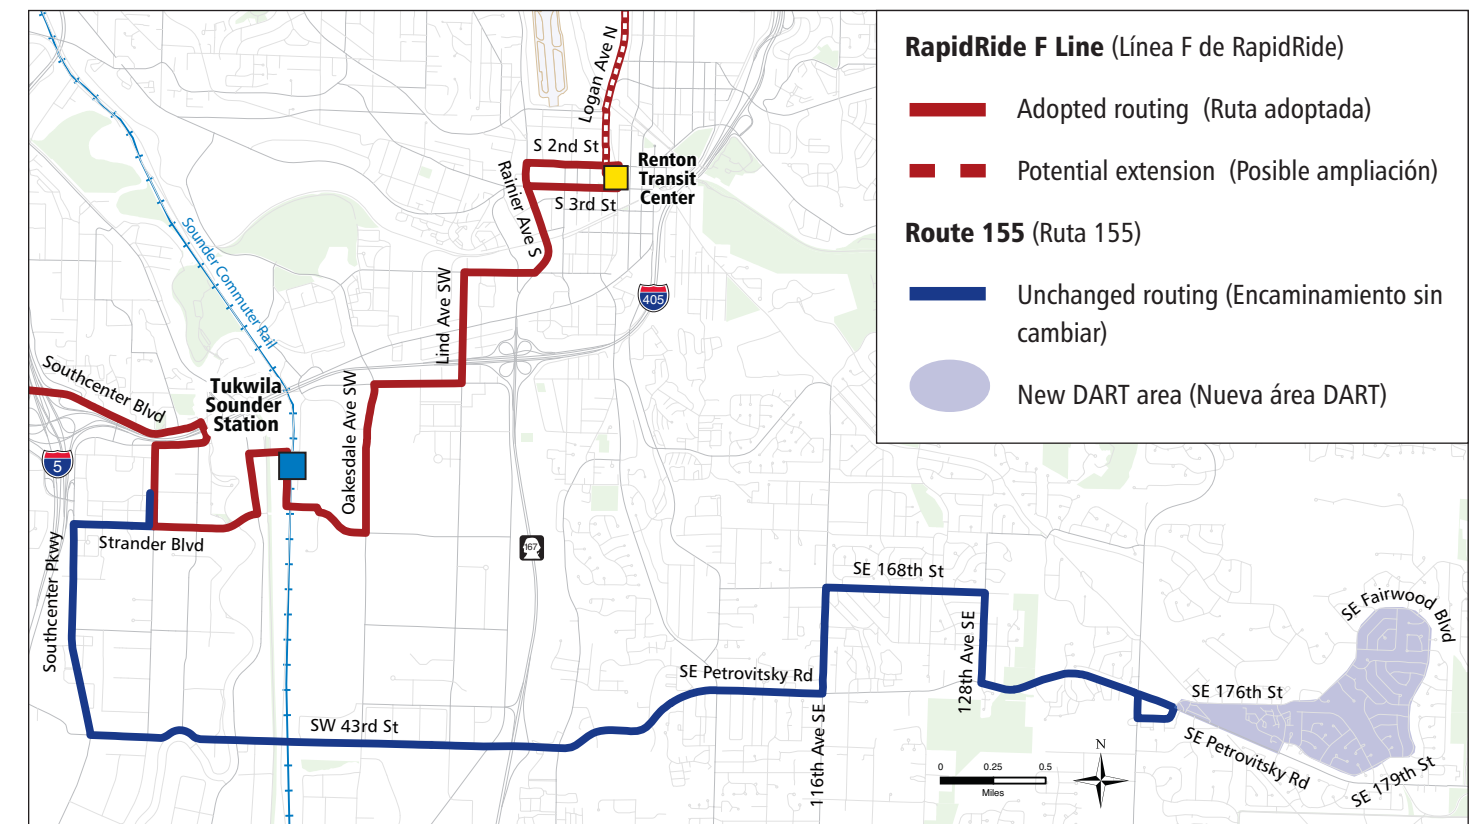 RapidRide F Line (Línea F de RapidRide)
Adopted routing (Ruta adoptada)
Potential extension (Posible ampliación)
Route 155 (Ruta 155)
Unchanged routing (Encaminamiento sin
cambiar)
New DART area (Nueva área DART)
Logan Ave N
S 2nd St
Renton
Transit
Center
Rainier Ave S
S 3rd St
Sounder Commuter Rail
Lind Ave SW
405
Southcenter Blvd
Tukwila
Sounder
Station
Oakesdale Ave SW
5
Strander Blvd
Southcenter Pkwy
167
SE 168th St
128th Ave SE
SE Fairwood Blvd
SE Petrovitsky Rd
SE 176th St
SW 43rd St
116th Ave SE
SE Petrovitsky Rd
SE 179th St
N
0 0.25 0.5
Miles